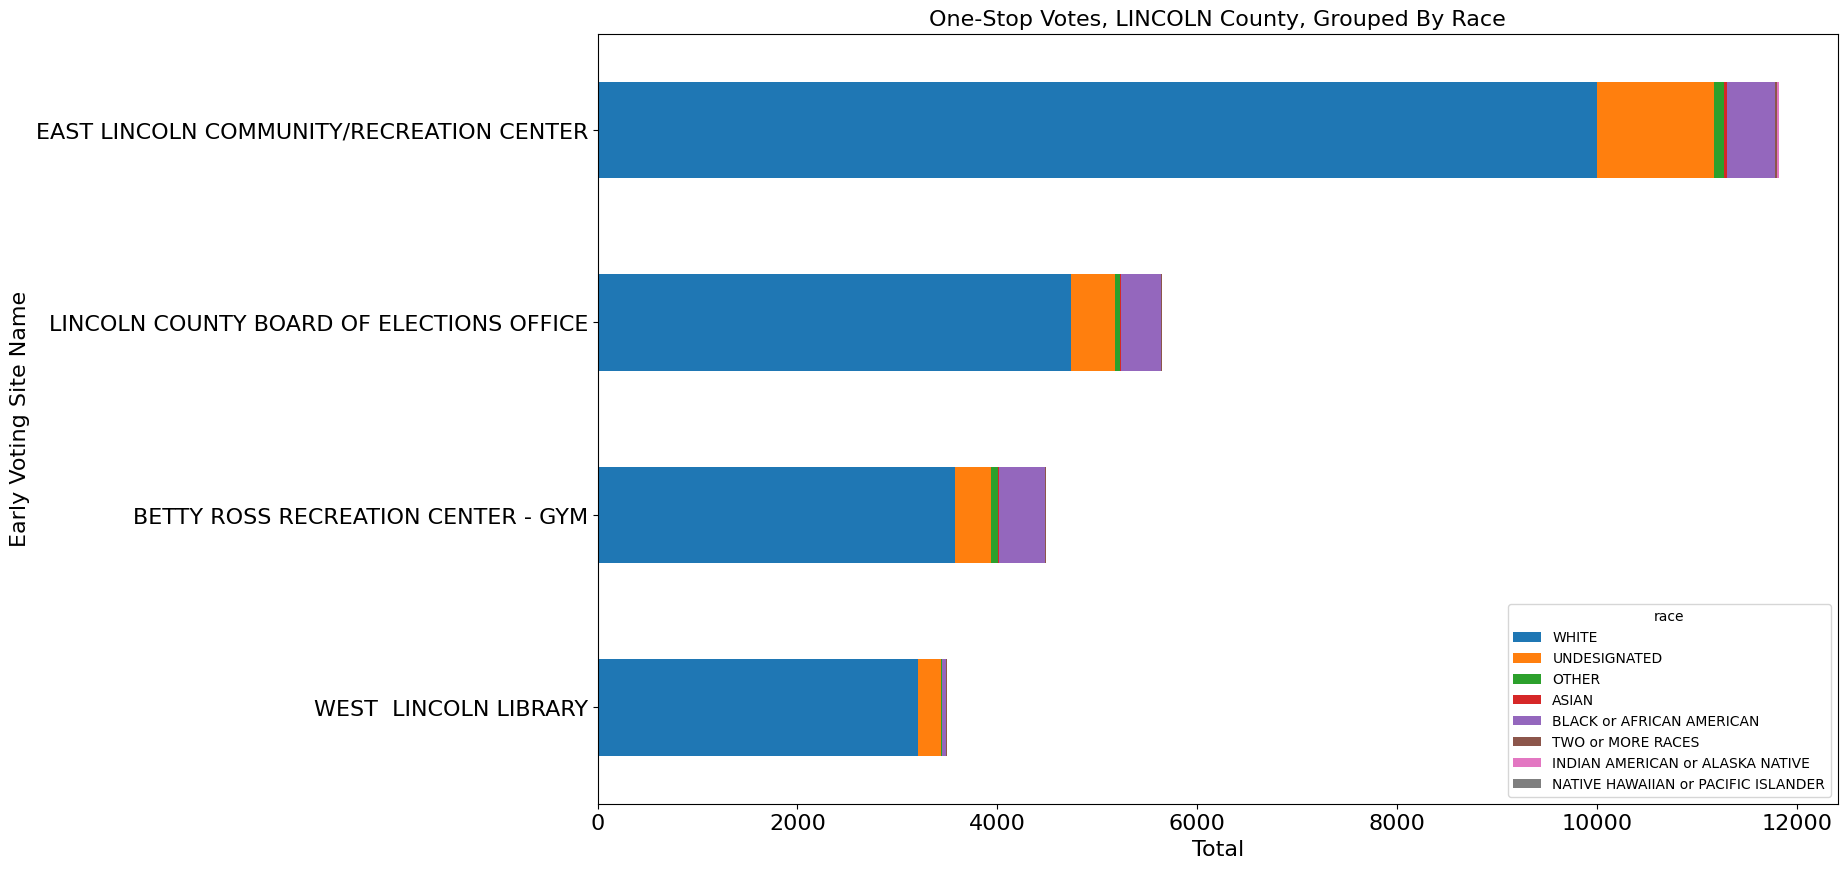 One-Stop Votes, LINCOLN County, Grouped By Race
Early Voting Site Name
EAST LINCOLN COMMUNITY/RECREATION CENTER
LINCOLN COUNTY BOARD OF ELECTIONS OFFICE
BETTY ROSS RECREATION CENTER - GYM
WEST  LINCOLN LIBRARY
race
WHITE
UNDESIGNATED
OTHER
ASIAN
BLACK or AFRICAN AMERICAN
TWO or MORE RACES
INDIAN AMERICAN or ALASKA NATIVE
NATIVE HAWAIIAN or PACIFIC ISLANDER
0 2000 4000 6000 8000 10000 12000
Total